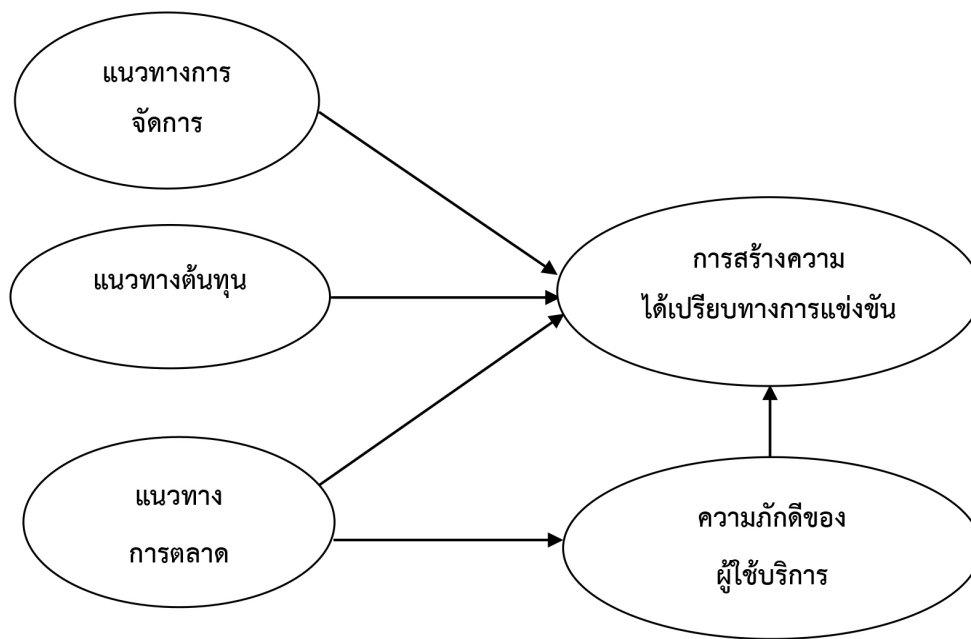 แนวทางการ
จัดการ
แนวทางต้นทุน
การสร้างความ
ได้เปรียบทางการแข่งขัน
แนวทาง
การตลาด
ความภักดีของ
ผู้ใช้บริการ